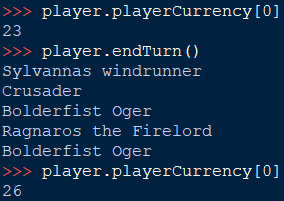 >>> player.playerCurrency[0]
23
>>> player.endTurn()
Sylvannas windrunner
Crusader
Bolderfist Oger
Ragnaros the Firelord
Bolderfist Oger
>>> player.playerCurrency[0]
26